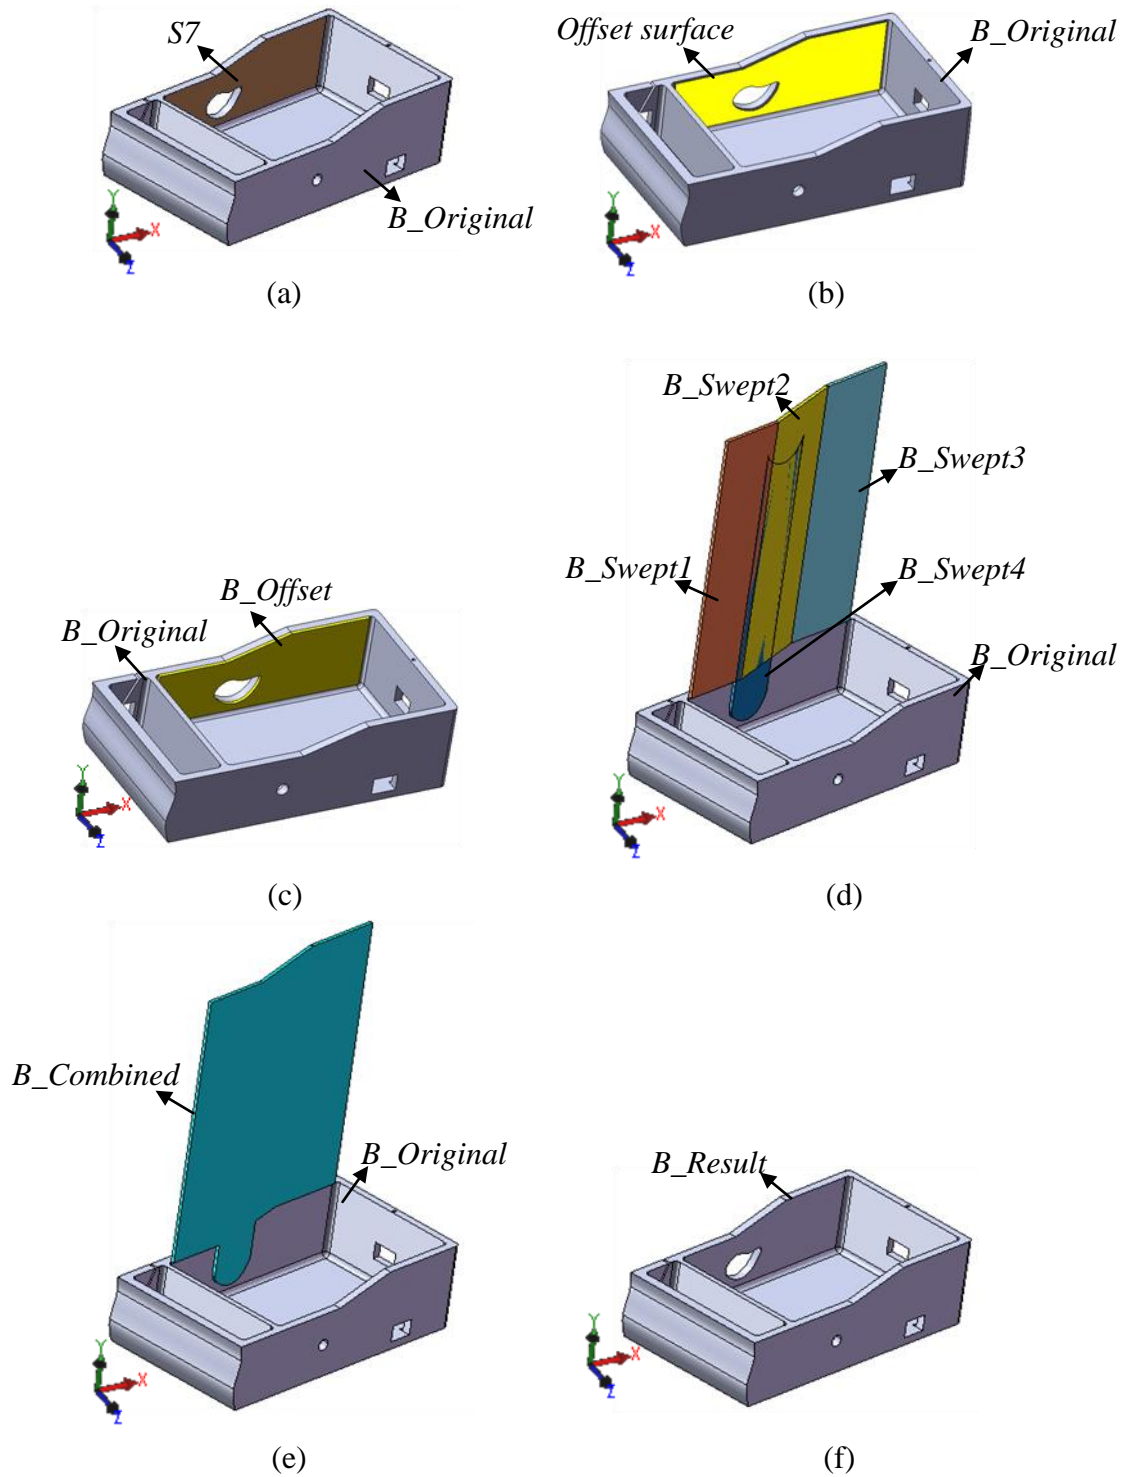 S7
B_Original
Y
X
Z
(a)
Offset surface
B_Original
Y
X
Z
(b)
B_Offset
B_Original
Y
X
Z
(c)
B_Swept2
B_Swept3
B_Swept1
B_Swept4
B_Original
Y
X
Z
(d)
B_Combined
B_Original
Y
X
Z
(e)
B_Result
Y
X
Z
(f)